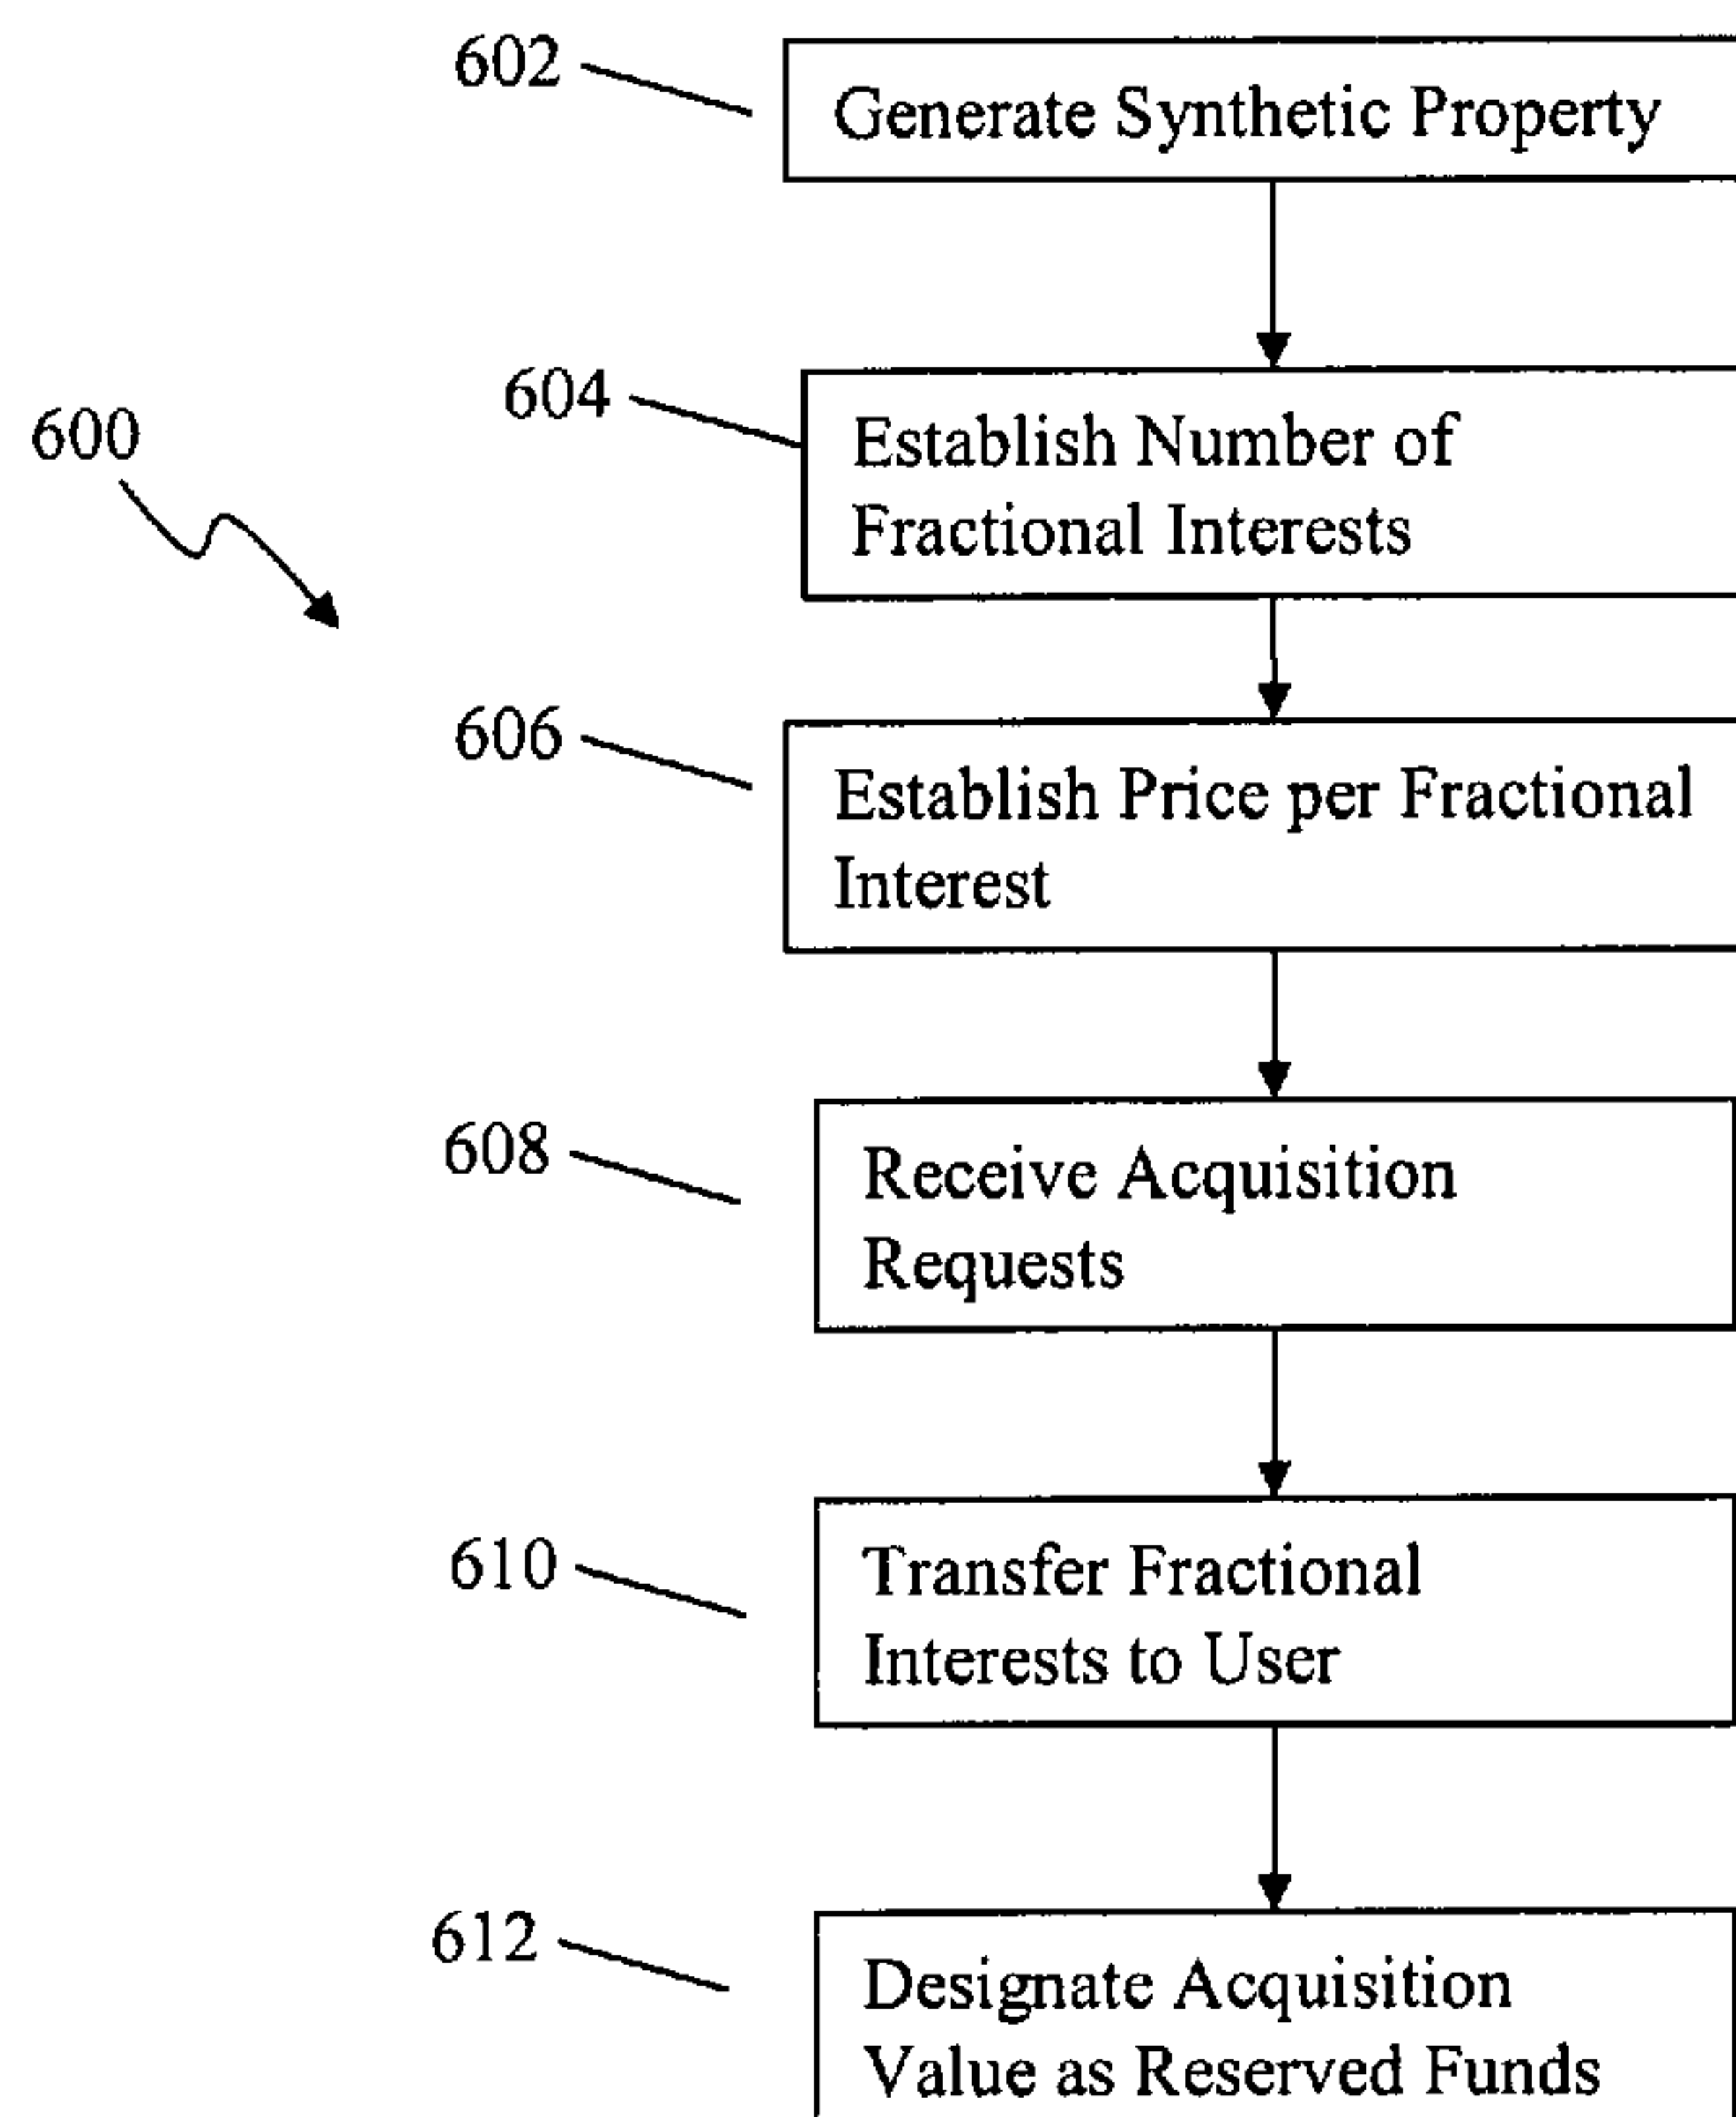 602
Generate Synthetic Property
604
Establish Number of
Fractional Interests
600
606
Establish Price per Fractional
Interest
608
Receive Acquisition
Requests
610
Transfer Fractional
Interests to User
612
Designate Acquisition
Value as Reserved Funds